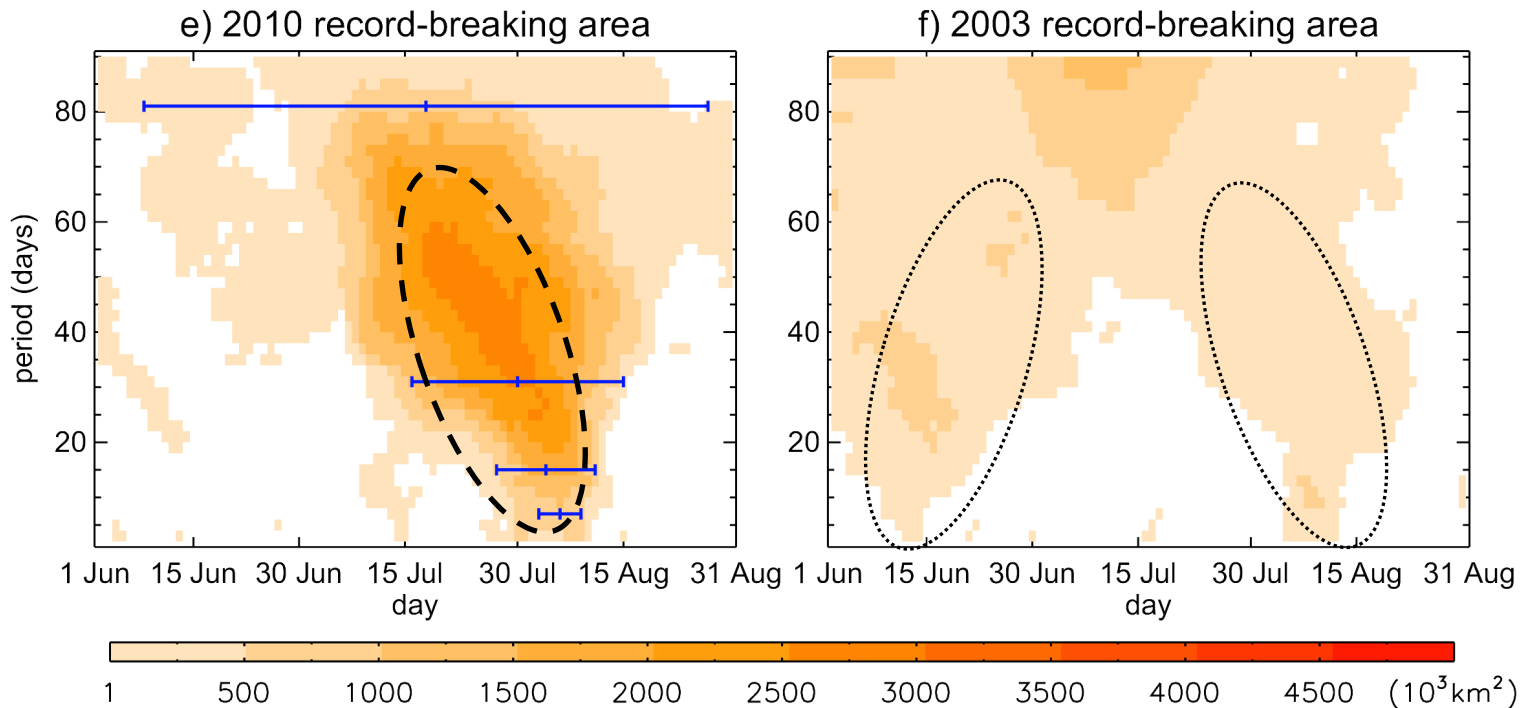 e) 2010 record-breaking area
f) 2003 record-breaking area
period (days)
80
60
40
20
80
60
40
20
1 Jun 15 Jun 30 Jun 15 Jul 30 Jul 15 Aug 31 Aug
1 Jun 15 Jun 30 Jun 15 Jul 30 Jul 15 Aug 31 Aug
day
day
1 500 1000 1500 2000 2500 3000 3500 4000 4500 (10³km²)